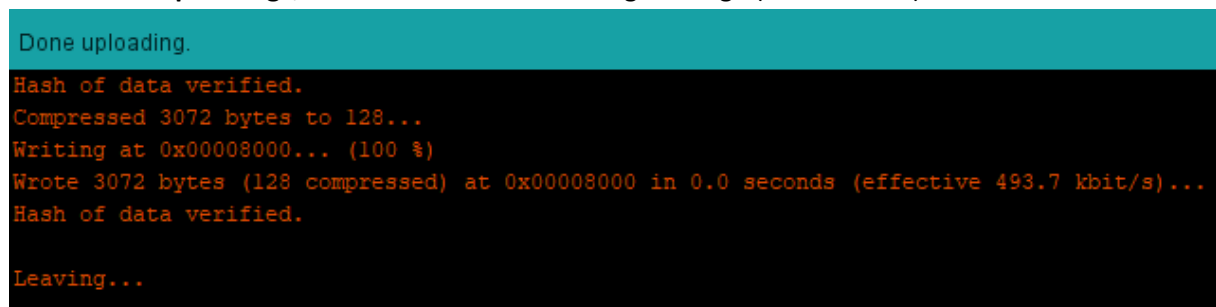 Done uploading.
Hash of data verified.
Compressed 3072 bytes to 128...
Writing at 0x00008000... (100 %)
Wrote 3072 bytes (128 compressed) at 0x00008000 in 0.0 seconds (effective 493.7 kbit/s)...
Hash of data verified.
Leaving...